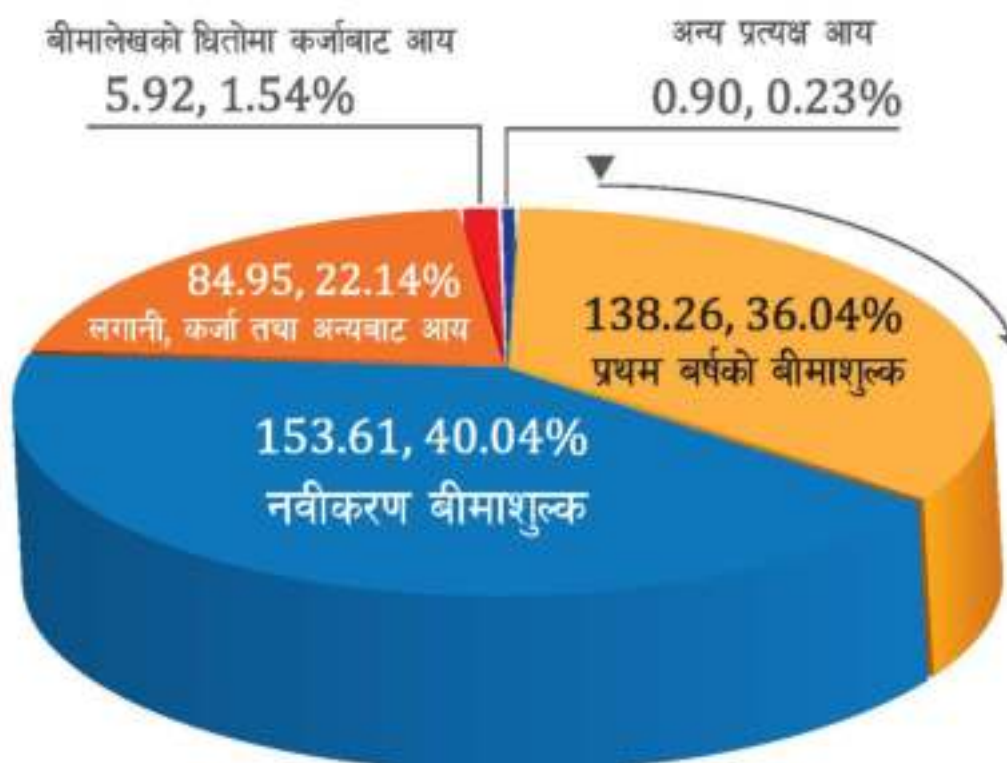 बीमालेखको धितोमा कर्जाबाट आय
5.92, 1.54%
अन्य प्रत्यक्ष आय
0.90, 0.23%
84.95, 22.14%
लगानी, कर्जा तथा अन्यबाट आय
138.26, 36.04%
प्रथम बर्षको बीमाशुल्क
153.61, 40.04%
नवीकरण बीमाशुल्क